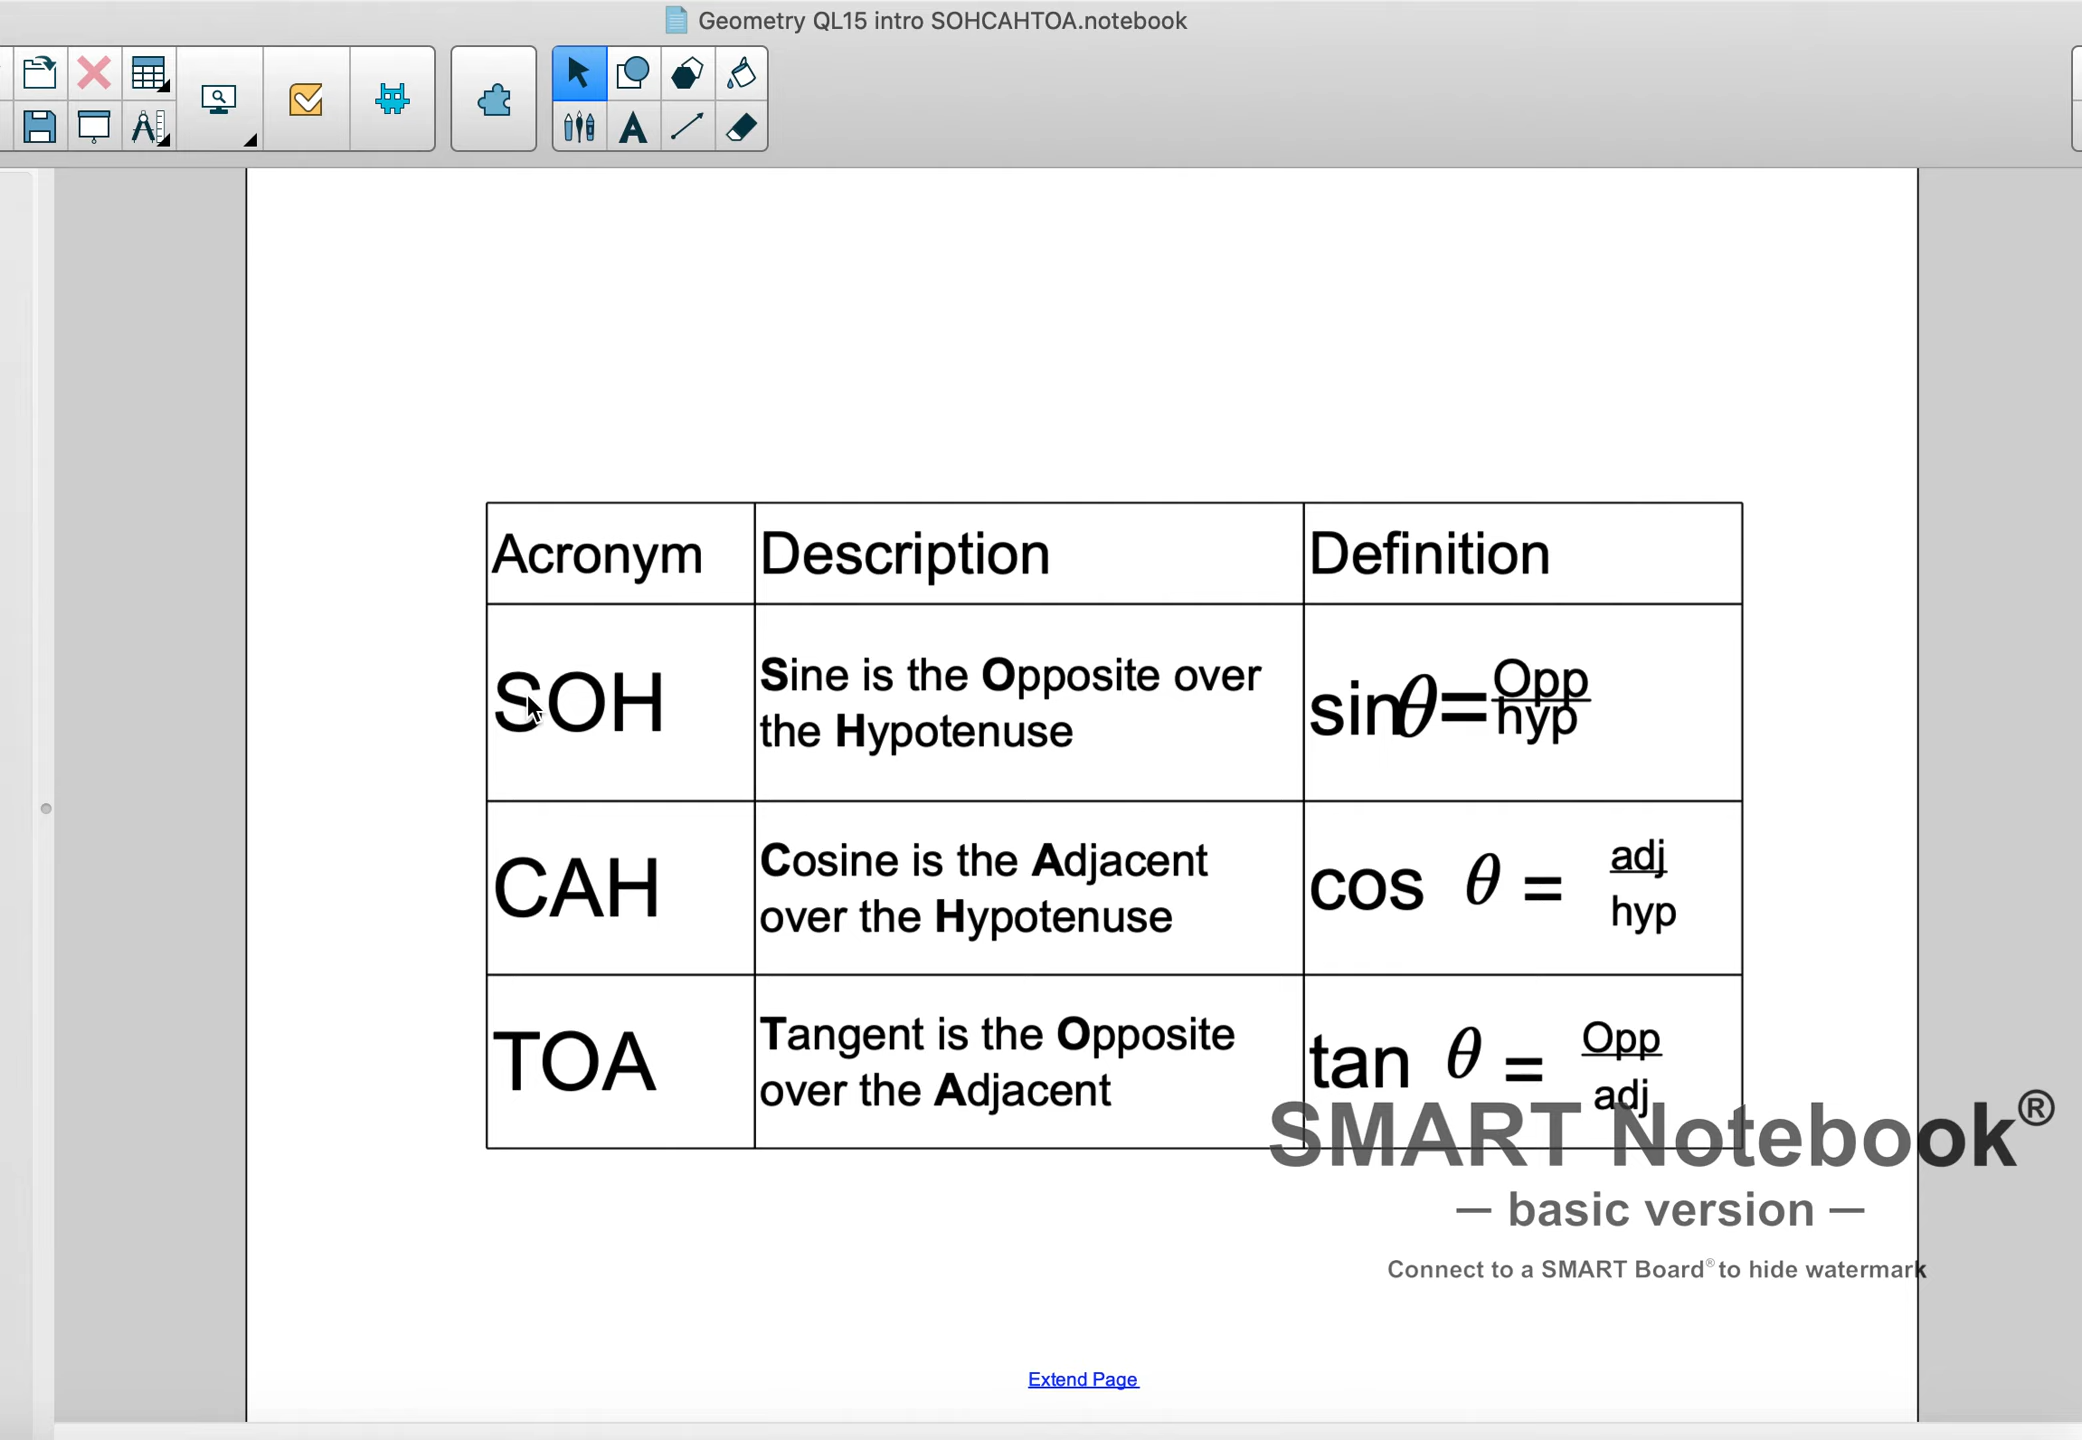 Geometry QL15 intro SOHCAHTOA.notebook
Acronym
Description
Definition
SOH
Sine is the Opposite over
the Hypotenuse
sinθ=Opp
hyp
CAH
Cosine is the Adjacent
over the Hypotenuse
cos θ = adj
hyp
TOA
Tangent is the Opposite
over the Adjacent
tan θ = Opp
adj
SMART Notebook®
— basic version —
Connect to a SMART Board® to hide watermark
Extend Page